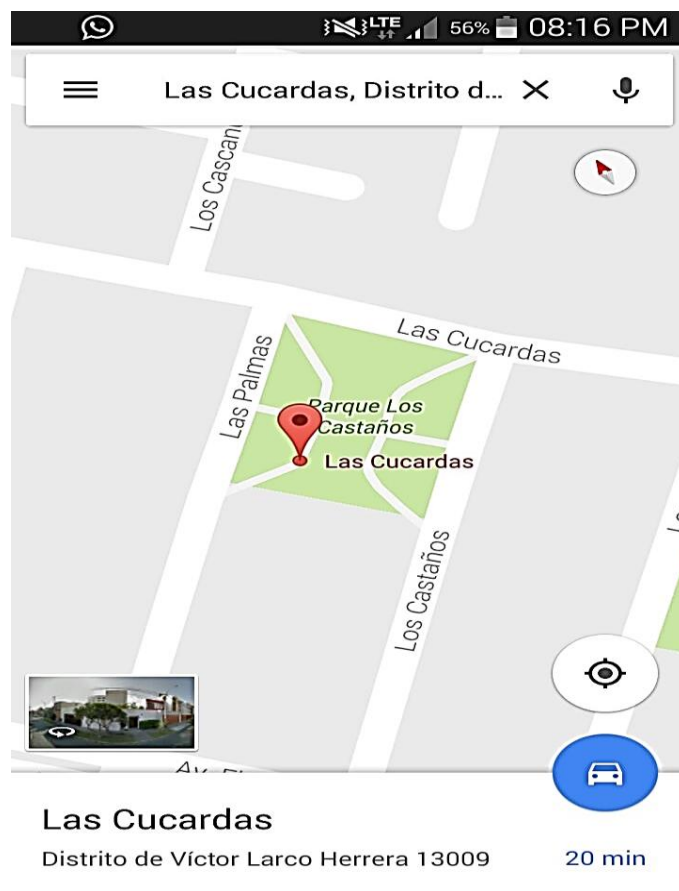 LTE 56% 08:16 PM
Las Cucardas, Distrito d...
Los Cascan
Las Cucardas
Las Palmas
Parque Los
Castaños
Las Cucardas
Los Castaños
Av.
Las Cucardas
Distrito de Víctor Larco Herrera 13009
20 min